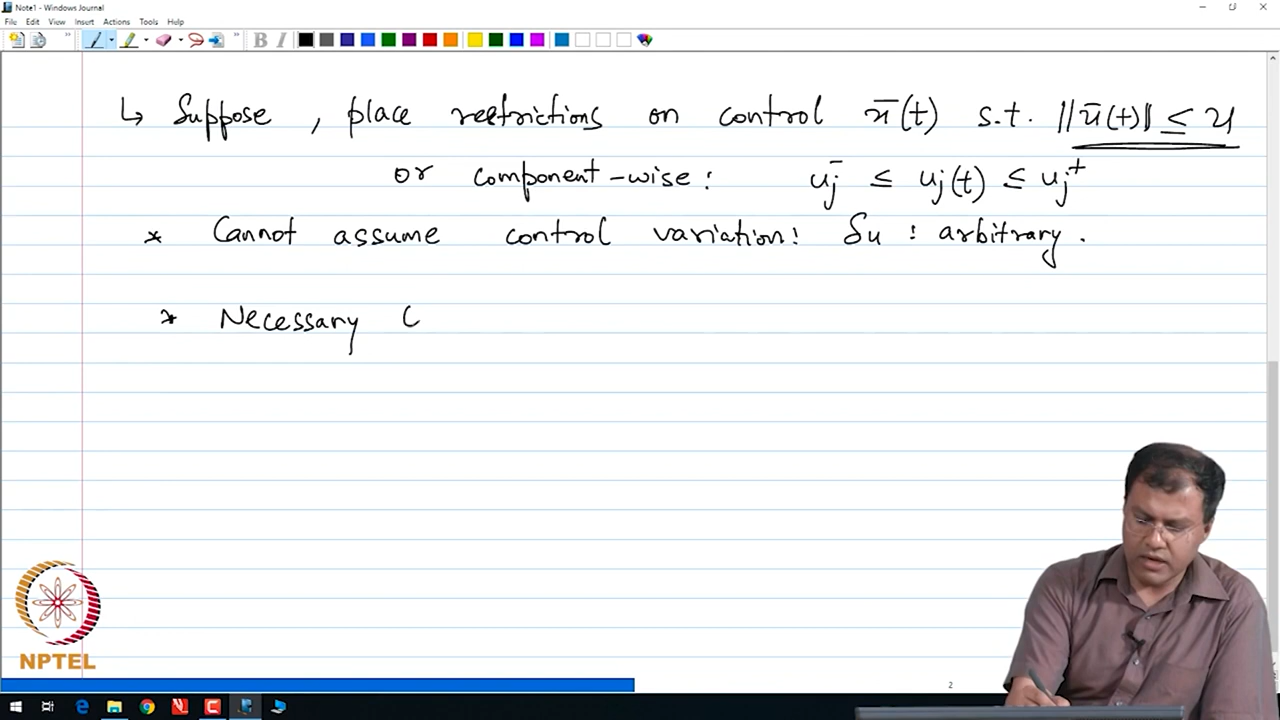 Note1 - Windows Journal
File Edit View Insert Actions Tools Help
B I
↳ Suppose, place restrictions on control ū(t) s.t. ||ū(t)|| ≤ U
or component-wise: uj⁻ ≤ uj(t) ≤ uj⁺
* Cannot assume control variation: δu : arbitrary.
* Necessary C
NPTEL
2